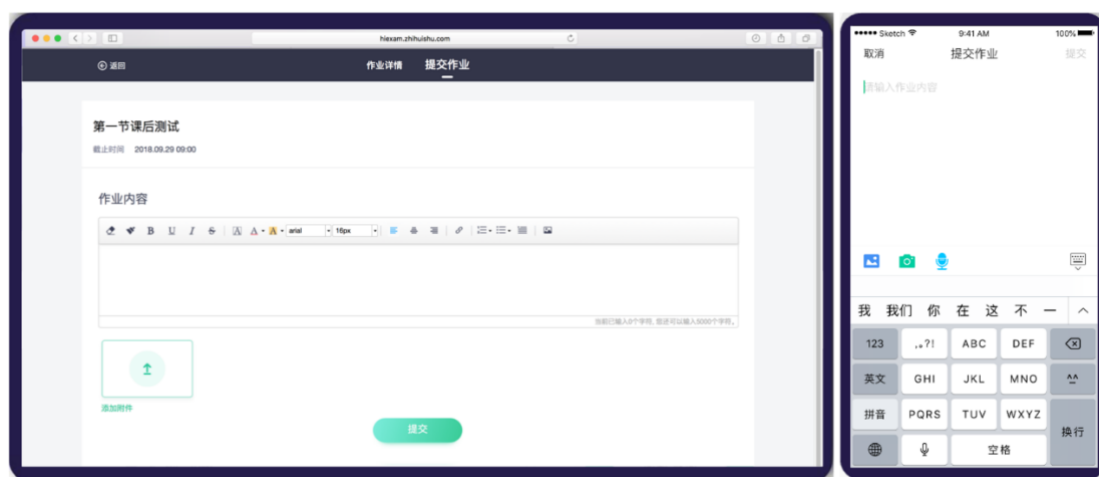 hiexam.zhihuishu.com
返回
作业详情 提交作业
第一节课后测试
截止时间 2018.09.29 09:00
作业内容
B U I S A A A arial 16px
当前已输入0个字符, 您还可以输入5000个字符。
添加附件
提交
Sketch 9:41 AM 100%
取消 提交作业 提交
请输入作业内容
我 我们 你 在 这 不 一
123 ,。?! ABC DEF
英文 GHI JKL MNO ^^
拼音 PQRS TUV WXYZ 换行
空格